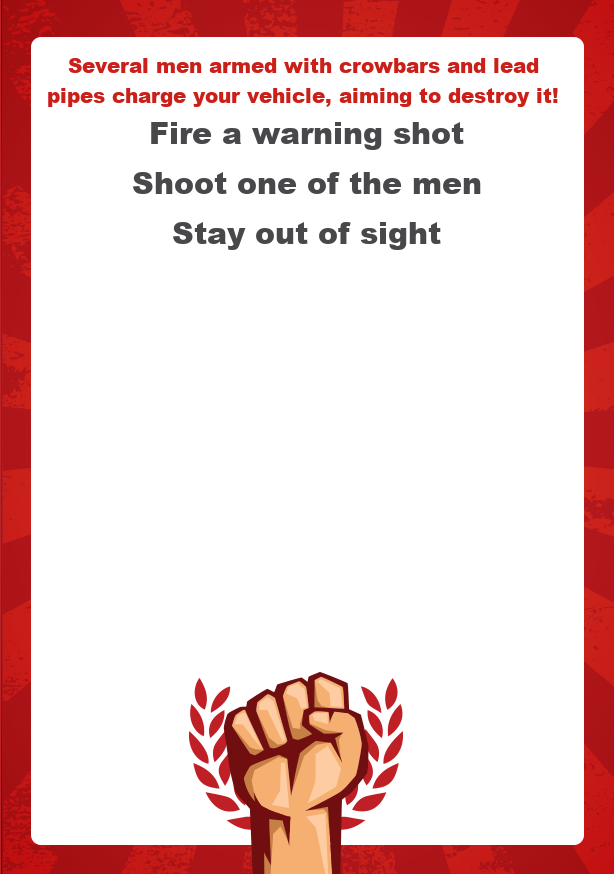 Several men armed with crowbars and lead
pipes charge your vehicle, aiming to destroy it!
Fire a warning shot
Shoot one of the men
Stay out of sight